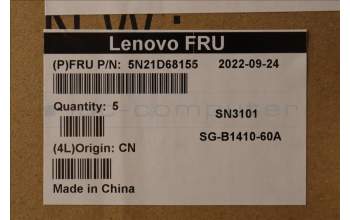 Lenovo FRU
(P)FRU P/N: 5N21D68155 2022-09-24
Quantity: 5
SN3101
SG-B1410-60A
(4L)Origin: CN
Made in China